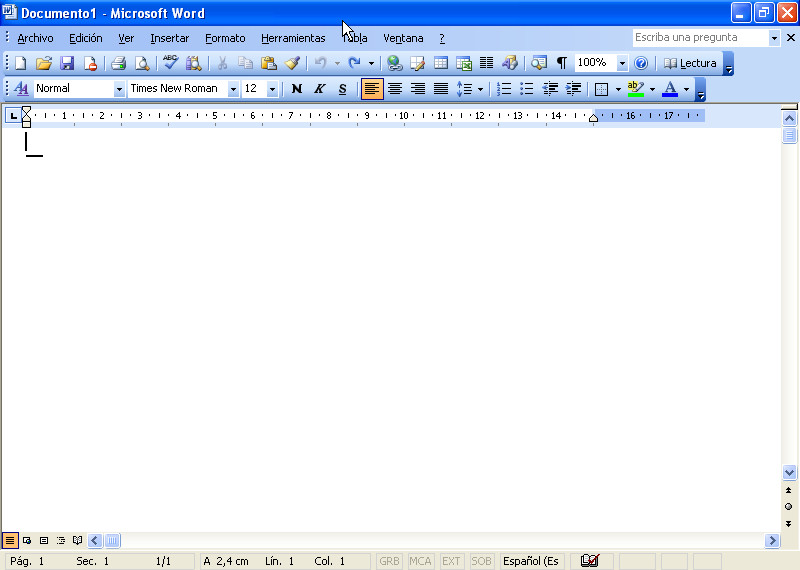 Documento1 - Microsoft Word
Archivo Edición Ver Insertar Formato Herramientas Tabla Ventana ? Escriba una pregunta
100% Lectura
Normal Times New Roman 12 N K S
1 2 3 4 5 6 7 8 9 10 11 12 13 14 16 17
Pág. 1 Sec. 1 1/1 A 2,4 cm Lín. 1 Col. 1 GRB MCA EXT SOB Español (Es